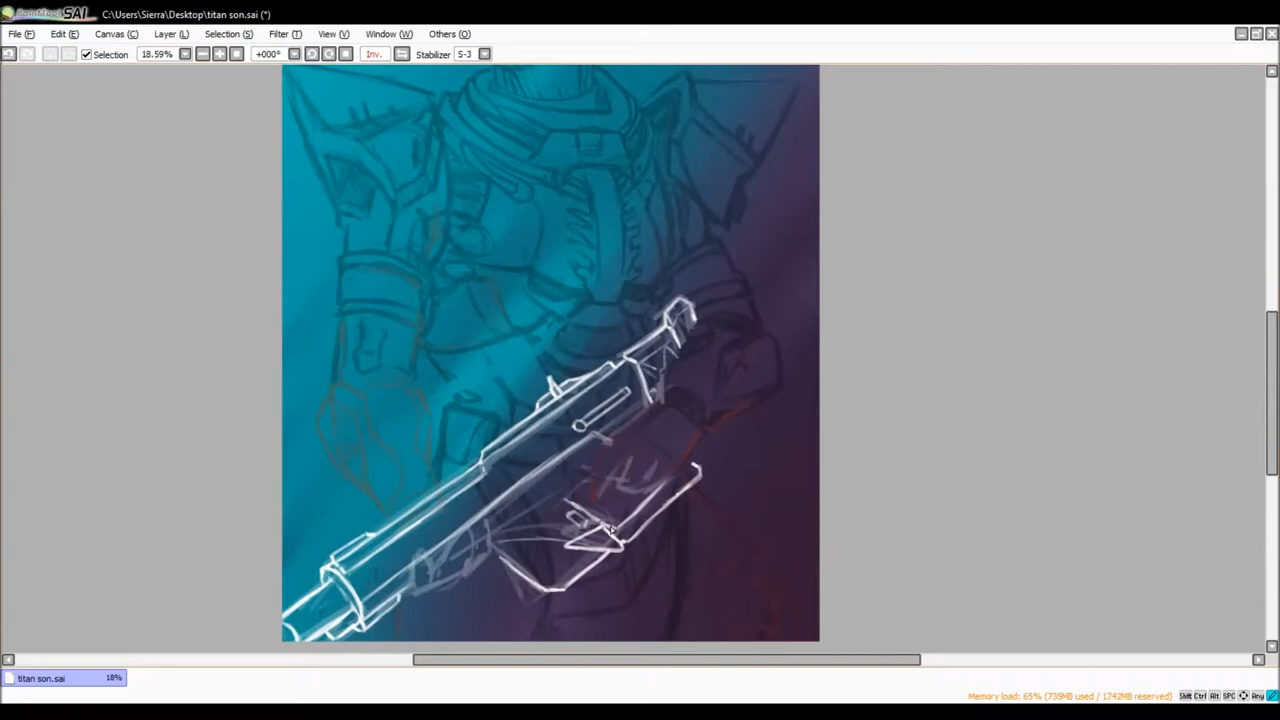 PaintTool SAI C:\Users\Sierra\Desktop\titan son.sai (*)
File (F) Edit (E) Canvas (C) Layer (L) Selection (S) Filter (T) View (V) Window (W) Others (O)
Selection 18.59% +000° Inv. Stabilizer S-3
titan son.sai 18%
Memory load: 65% (735MB used / 1742MB reserved) Shift Ctrl Alt SPC Any